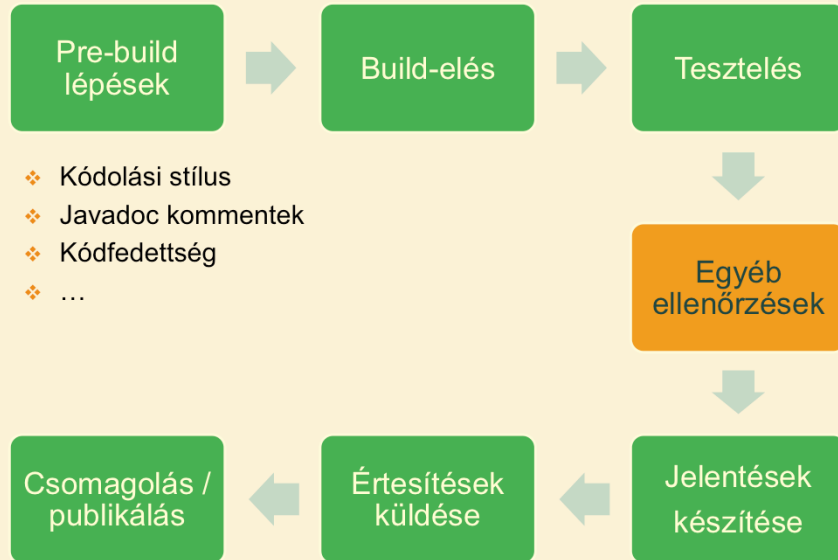 Pre-build
lépések
Build-elés
Tesztelés
Kódolási stílus
Javadoc kommentek
Kódfedettség
…
Egyéb
ellenőrzések
Jelentések
készítése
Értesítések
küldése
Csomagolás /
publikálás